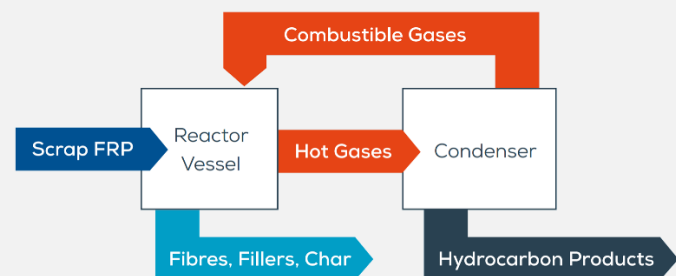 Combustible Gases
Scrap FRP
Reactor
Vessel
Hot Gases
Condenser
Fibres, Fillers, Char
Hydrocarbon Products